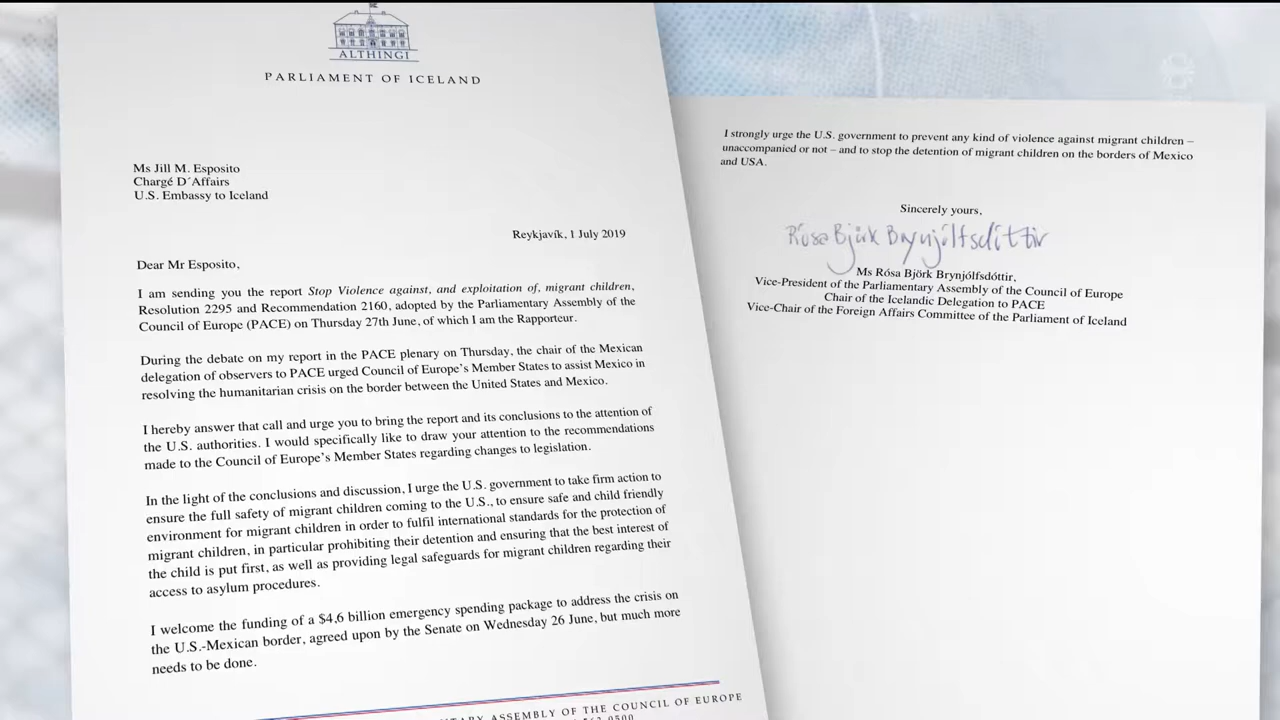 ALTHINGI
PARLIAMENT OF ICELAND
Ms Jill M. Esposito
Chargé D´Affairs
U.S. Embassy to Iceland
Reykjavík, 1 July 2019
Dear Mr Esposito,
I am sending you the report Stop Violence against, and exploitation of, migrant children,
Resolution 2295 and Recommendation 2160, adopted by the Parliamentary Assembly of the
Council of Europe (PACE) on Thursday 27th June, of which I am the Rapporteur.
During the debate on my report in the PACE plenary on Thursday, the chair of the Mexican
delegation of observers to PACE urged Council of Europe's Member States to assist Mexico in
resolving the humanitarian crisis on the border between the United States and Mexico.
I hereby answer that call and urge you to bring the report and its conclusions to the attention of
the U.S. authorities. I would specifically like to draw your attention to the recommendations
made to the Council of Europe's Member States regarding changes to legislation.
In the light of the conclusions and discussion, I urge the U.S. government to take firm action to
ensure the full safety of migrant children coming to the U.S., to ensure safe and child friendly
environment for migrant children in order to fulfil international standards for the protection of
migrant children, in particular prohibiting their detention and ensuring that the best interest of
the child is put first, as well as providing legal safeguards for migrant children regarding their
access to asylum procedures.
I welcome the funding of a $4,6 billion emergency spending package to address the crisis on
the U.S.-Mexican border, agreed upon by the Senate on Wednesday 26 June, but much more
needs to be done.
ASSEMBLY OF THE COUNCIL OF EUROPE
I strongly urge the U.S. government to prevent any kind of violence against migrant children –
unaccompanied or not – and to stop the detention of migrant children on the borders of Mexico
and USA.
Sincerely yours,
Rósa Björk Brynjólfsdóttir
Ms Rósa Björk Brynjólfsdóttir,
Vice-President of the Parliamentary Assembly of the Council of Europe
Chair of the Icelandic Delegation to PACE
Vice-Chair of the Foreign Affairs Committee of the Parliament of Iceland